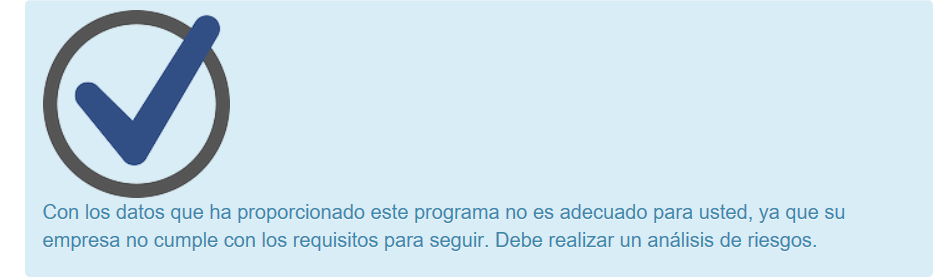 Con los datos que ha proporcionado este programa no es adecuado para usted, ya que su
empresa no cumple con los requisitos para seguir. Debe realizar un análisis de riesgos.